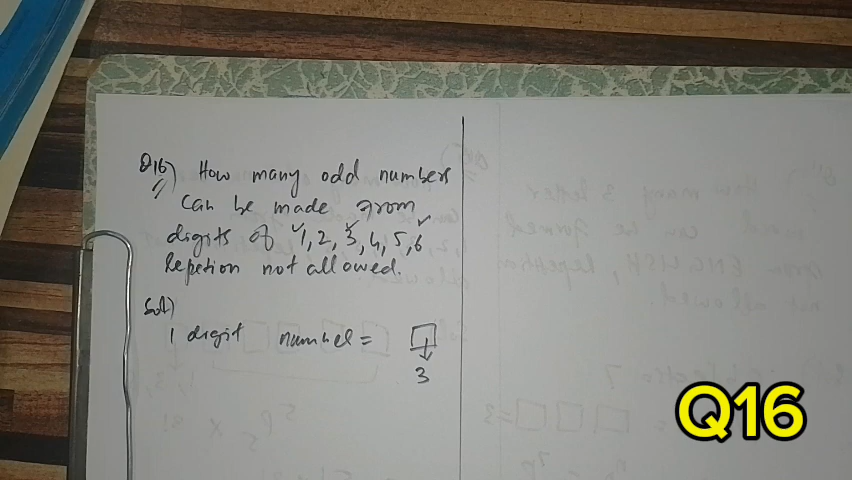 Q16) How many odd numbers
can be made from
digits of 1,2,3,4,5,6
Repetion not allowed.
Sol)
1 digit number = 
3
Q16